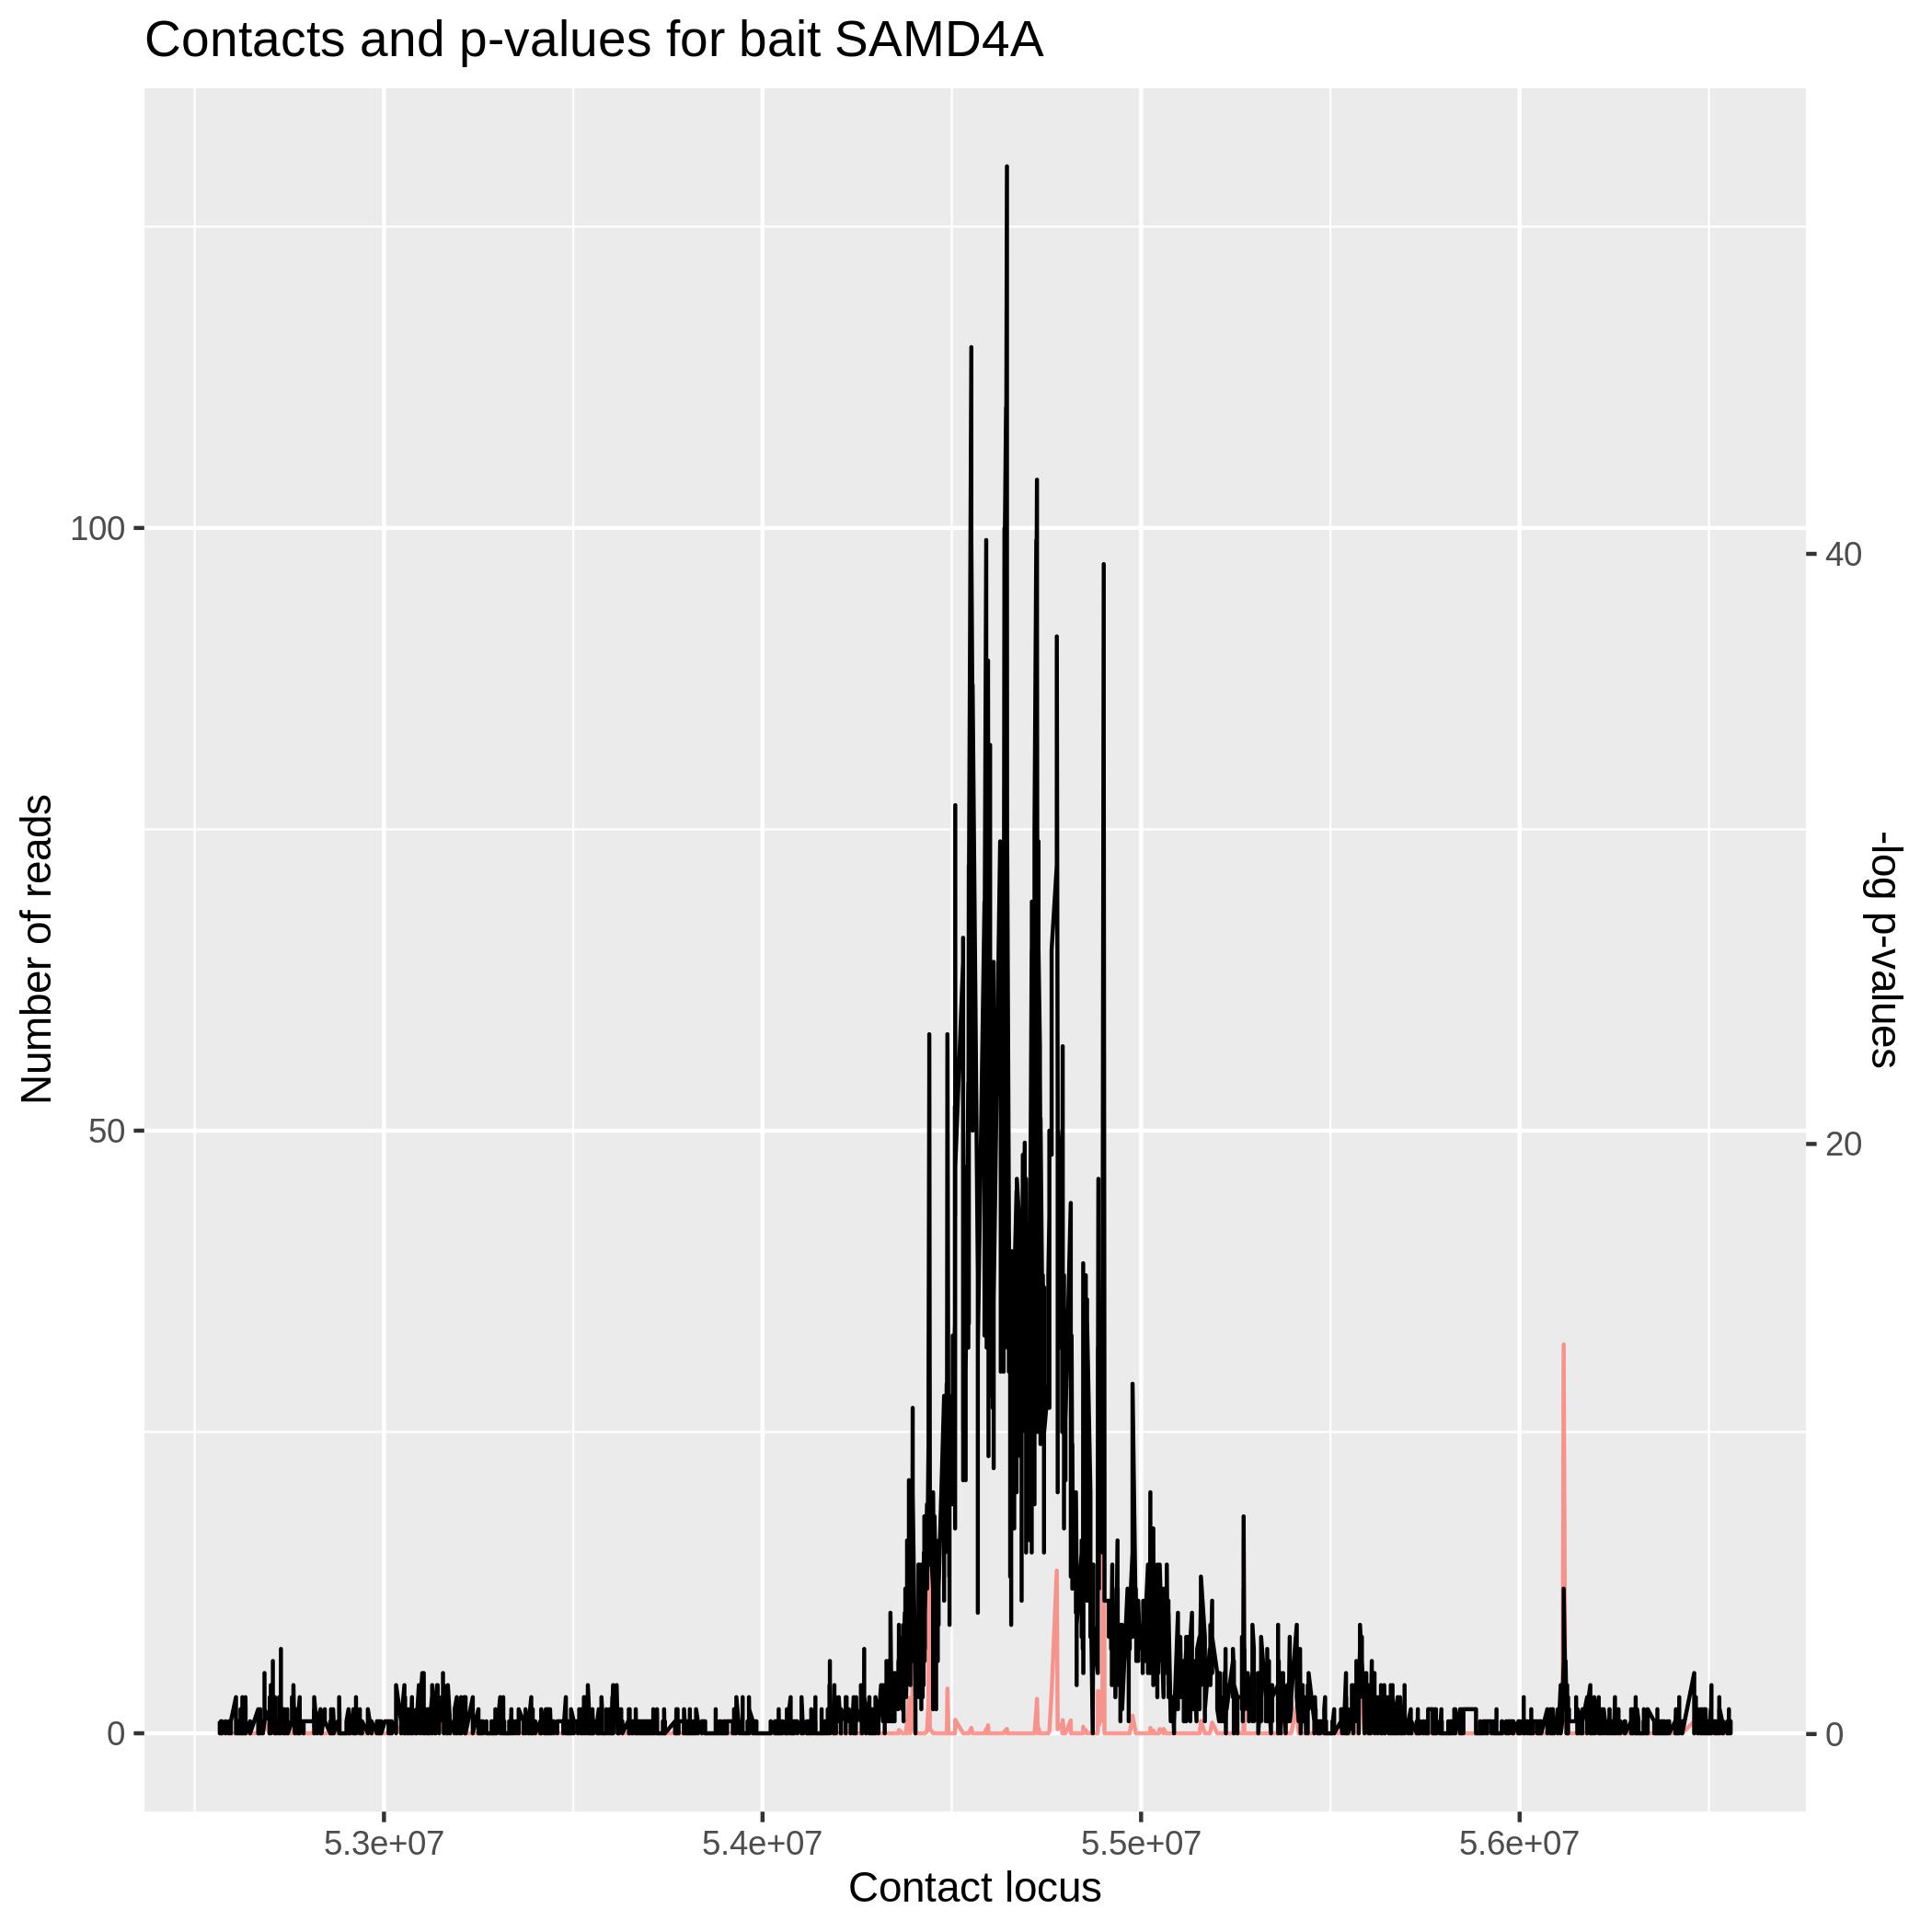 Contacts and p-values for bait SAMD4A
100
50
0
Number of reads
40
20
0
-log p-values
5.3e+07 5.4e+07 5.5e+07 5.6e+07
Contact locus